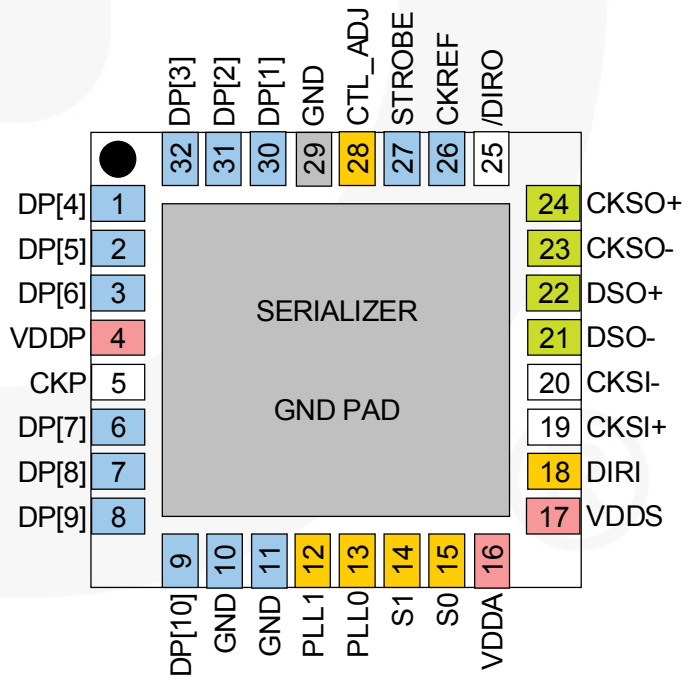 DP[3]
DP[2]
DP[1]
GND
CTL_ADJ
STROBE
CKREF
/DIRO
32
31
30
29
28
27
26
25
DP[4] 1
DP[5] 2
DP[6] 3
VDDP 4
CKP 5
DP[7] 6
DP[8] 7
DP[9] 8
SERIALIZER
GND PAD
24 CKSO+
23 CKSO-
22 DSO+
21 DSO-
20 CKSI-
19 CKSI+
18 DIRI
17 VDDS
9
10
11
12
13
14
15
16
DP[10]
GND
GND
PLL1
PLL0
S1
S0
VDDA